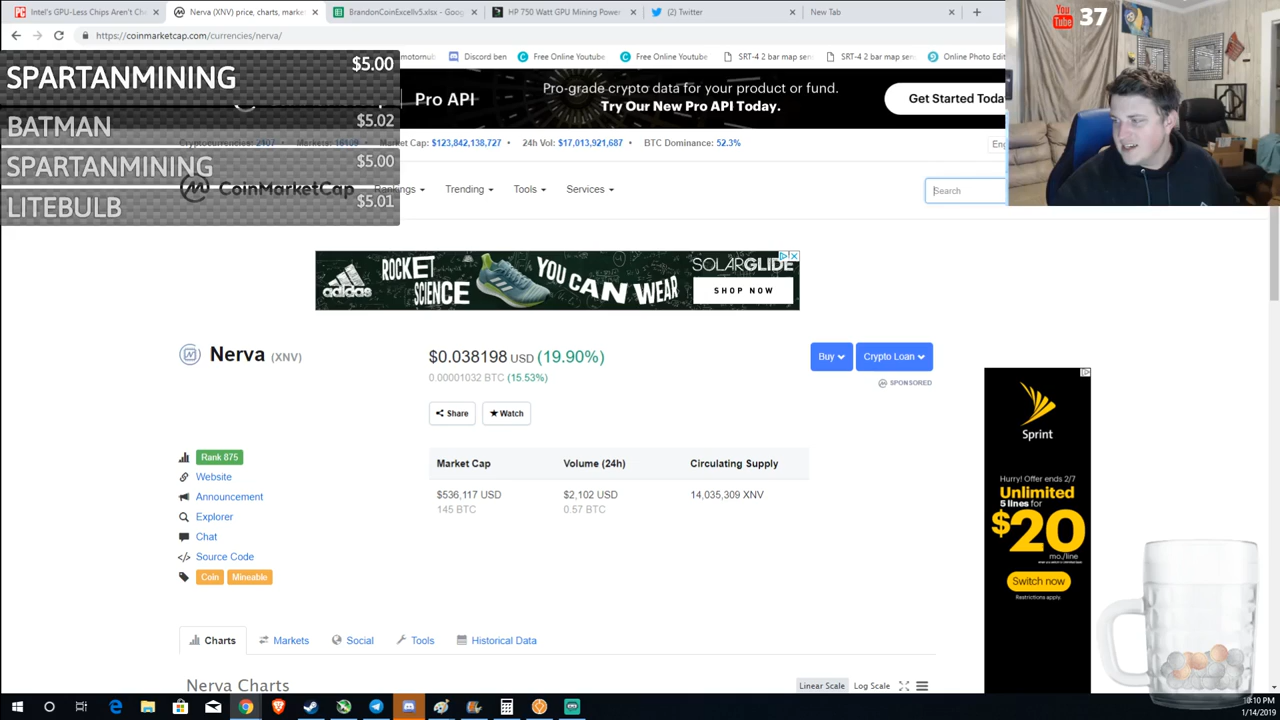 Intel's GPU-Less Chips Aren't Ch
Nerva (XNV) price, charts, marke
BrandonCoinExcellv5.xlsx - Goog
HP 750 Watt GPU Mining Power
(2) Twitter
New Tab
https://coinmarketcap.com/currencies/nerva/
YouTube 37
motornut
Discord ben
Free Online Youtube
Free Online Youtube
SRT-4 2 bar map sen
SRT-4 2 bar map sen
Online Photo Edit
SPARTANMINING $5.00
BATMAN $5.02
SPARTANMINING $5.00
LITEBULB $5.01
Pro API
Pro-grade crypto data for your product or fund.
Try Our New Pro API Today.
Get Started Toda
Cryptocurrencies: 2107 • Markets: 16109 • Market Cap: $123,842,138,727 • 24h Vol: $17,013,921,687 • BTC Dominance: 52.3%
Eng
CoinMarketCap
Rankings
Trending
Tools
Services
Search
adidas
ROCKET SCIENCE
YOU CAN WEAR
SOLARGLIDE
SHOP NOW
Nerva (XNV)
$0.038198 USD (19.90%)
0.00001032 BTC (15.53%)
Buy
Crypto Loan
SPONSORED
Share
Watch
Rank 875
Website
Announcement
Explorer
Chat
Source Code
Coin
Mineable
Market Cap
Volume (24h)
Circulating Supply
$536,117 USD
$2,102 USD
14,035,309 XNV
145 BTC
0.57 BTC
Sprint
Hurry! Offer ends 2/7
Unlimited
5 lines for
$20
mo./line
Switch now
Restrictions apply.
Charts
Markets
Social
Tools
Historical Data
Nerva Charts
Linear Scale
Log Scale
10:10 PM
1/14/2019